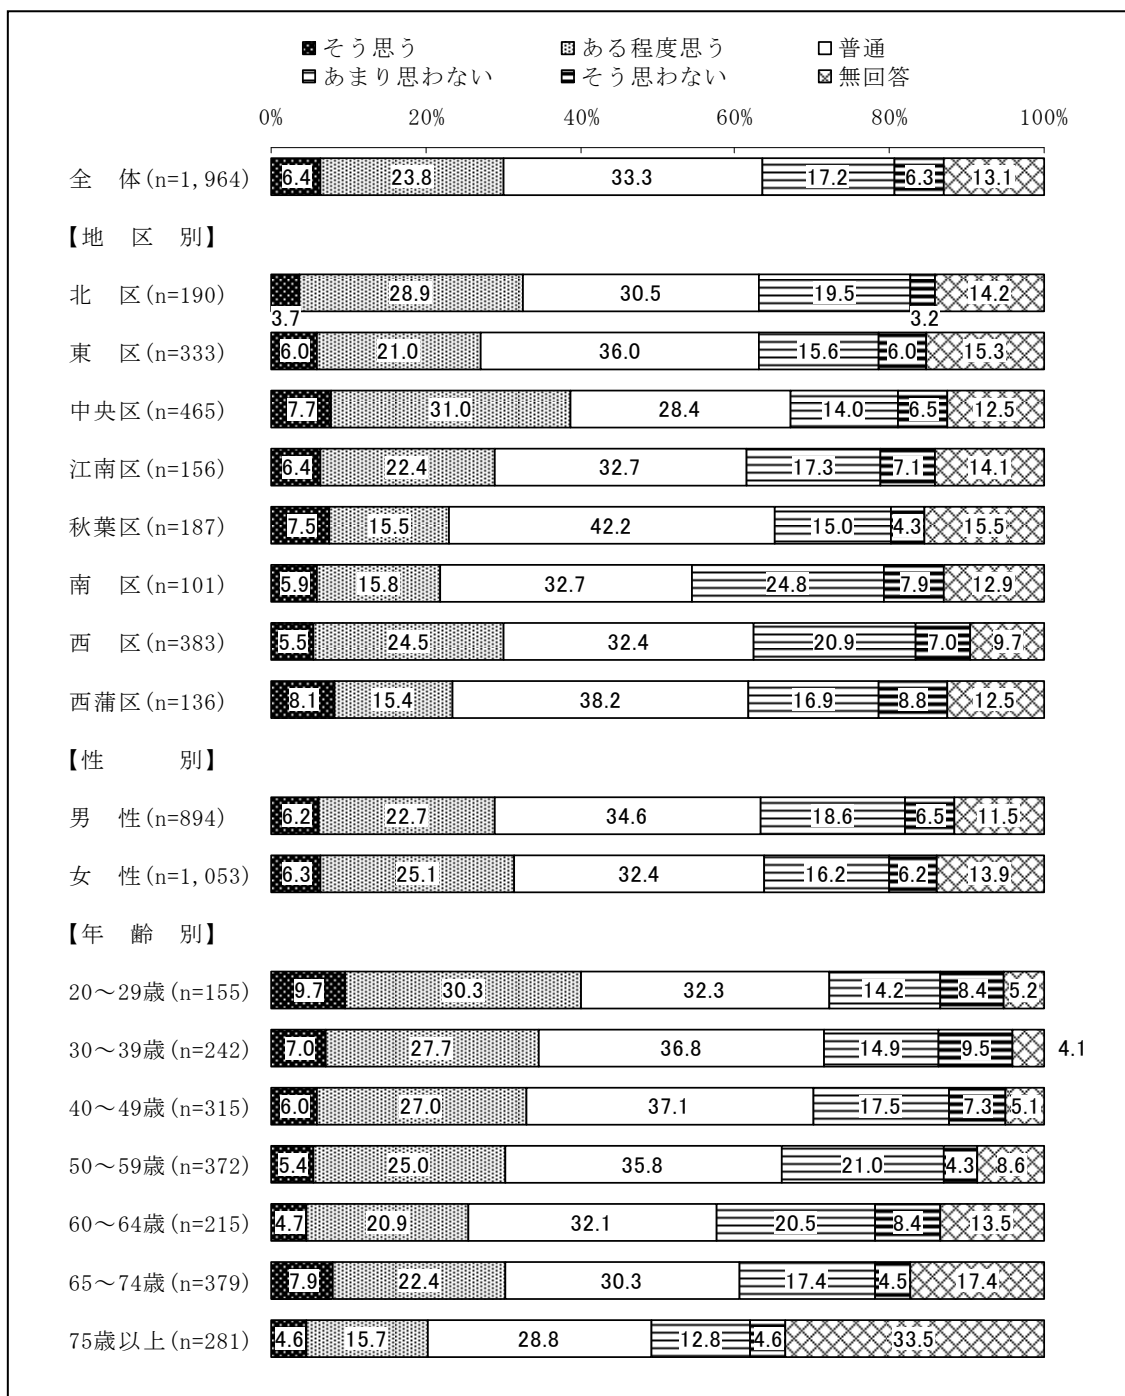 そう思う ある程度思う 普通
あまり思わない そう思わない 無回答
0% 20% 40% 60% 80% 100%
全 体(n=1,964) 6.4 23.8 33.3 17.2 6.3 13.1
【地 区 別】
北 区(n=190) 28.9 30.5 19.5 14.2
3.7 3.2
東 区(n=333) 6.0 21.0 36.0 15.6 6.0 15.3
中央区(n=465) 7.7 31.0 28.4 14.0 6.5 12.5
江南区(n=156) 6.4 22.4 32.7 17.3 7.1 14.1
秋葉区(n=187) 7.5 15.5 42.2 15.0 4.3 15.5
南 区(n=101) 5.9 15.8 32.7 24.8 7.9 12.9
西 区(n=383) 5.5 24.5 32.4 20.9 7.0 9.7
西蒲区(n=136) 8.1 15.4 38.2 16.9 8.8 12.5
【性 別】
男 性(n=894) 6.2 22.7 34.6 18.6 6.5 11.5
女 性(n=1,053) 6.3 25.1 32.4 16.2 6.2 13.9
【年 齢 別】
20～29歳(n=155) 9.7 30.3 32.3 14.2 8.4 5.2
30～39歳(n=242) 7.0 27.7 36.8 14.9 9.5 4.1
40～49歳(n=315) 6.0 27.0 37.1 17.5 7.3 5.1
50～59歳(n=372) 5.4 25.0 35.8 21.0 4.3 8.6
60～64歳(n=215) 4.7 20.9 32.1 20.5 8.4 13.5
65～74歳(n=379) 7.9 22.4 30.3 17.4 4.5 17.4
75歳以上(n=281) 4.6 15.7 28.8 12.8 4.6 33.5